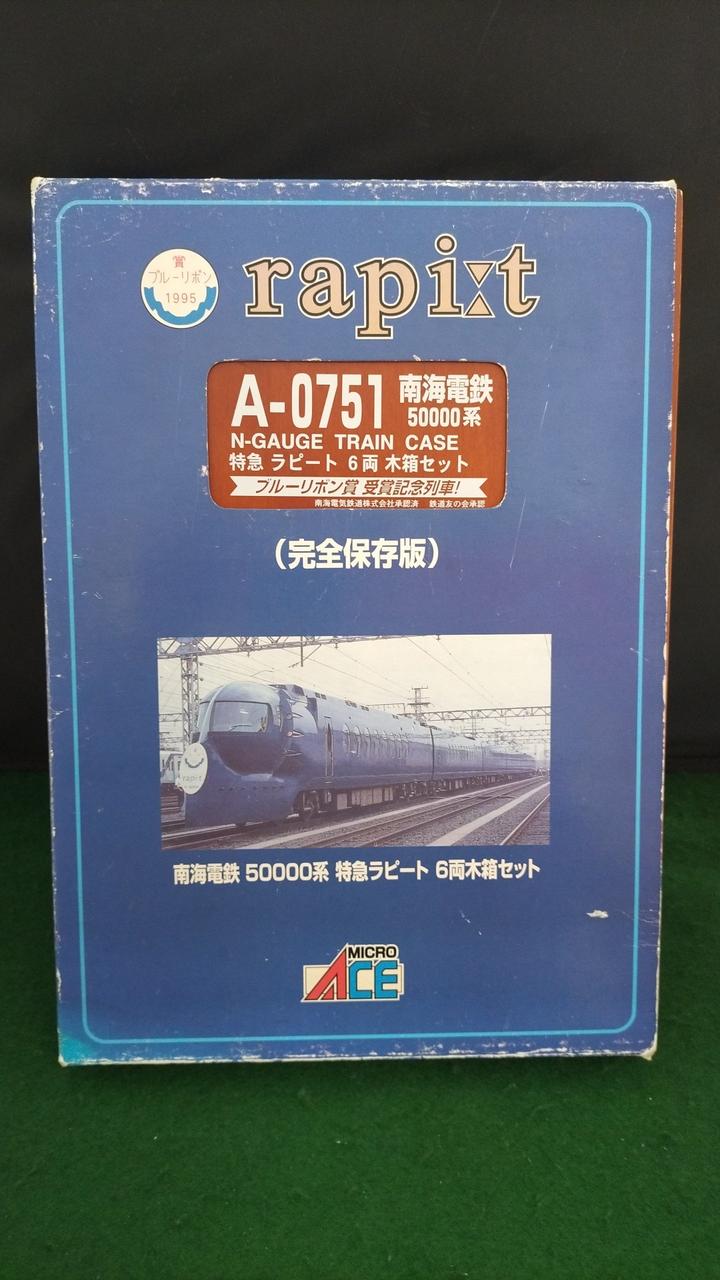 賞
ブルーリボン
1995
rapi:t
A-0751 南海電鉄
50000系
N-GAUGE TRAIN CASE
特急 ラピート 6両 木箱セット
ブルーリボン賞 受賞記念列車!
南海電気鉄道株式会社承認済 鉄道友の会承認
(完全保存版)
rapi:t
南海電鉄 50000系 特急ラピート 6両木箱セット
MICRO
ACE